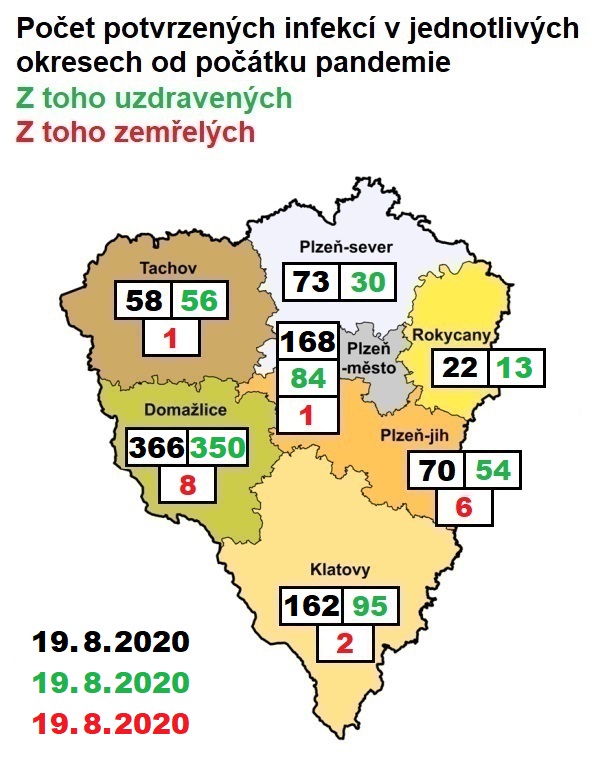 Počet potvrzených infekcí v jednotlivých
okresech od počátku pandemie
Z toho uzdravených
Z toho zemřelých
Plzeň-sever
73 30
Tachov
58 56
1
Rokycany
22 13
168
84
1
Plzeň
-město
Domažlice
366 350
8
Plzeň-jih
70 54
6
Klatovy
162 95
2
19.8.2020
19.8.2020
19.8.2020